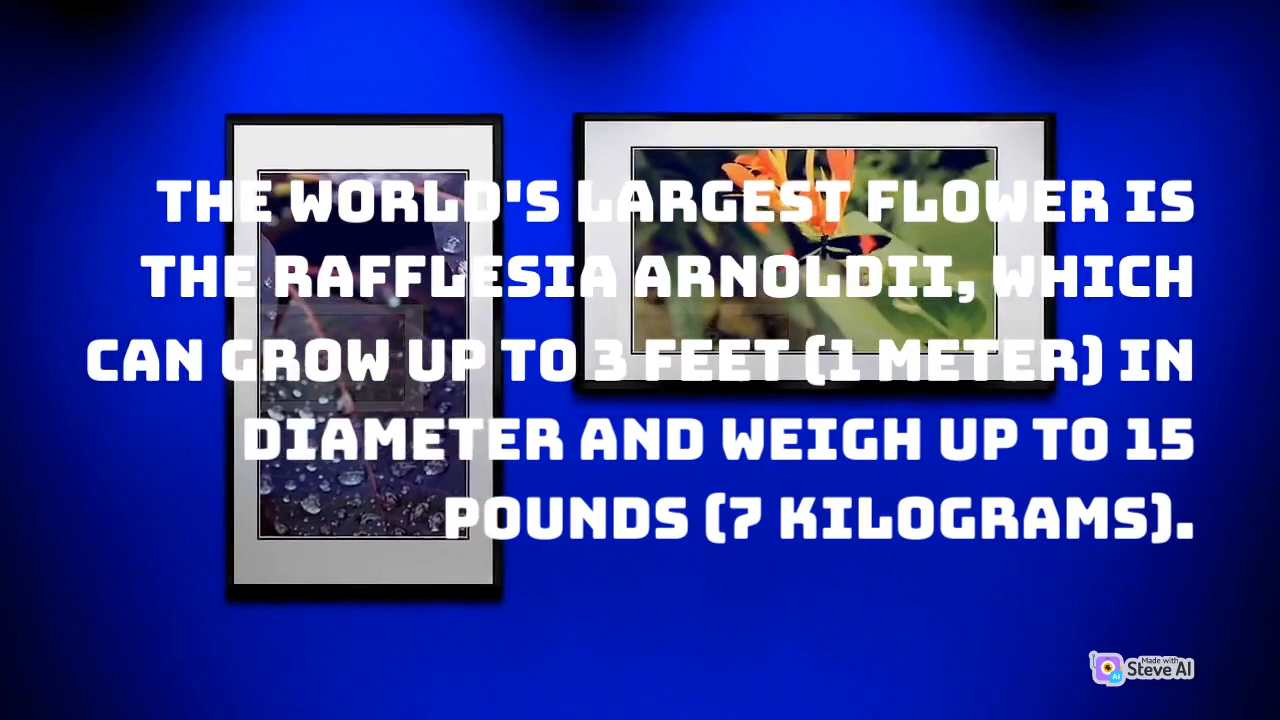 THE WORLD'S LARGEST FLOWER IS
THE RAFFLESIA ARNOLDII, WHICH
CAN GROW UP TO 3 FEET (1 METER) IN
DIAMETER AND WEIGH UP TO 15
POUNDS (7 KILOGRAMS).
Made with
Steve AI
AI